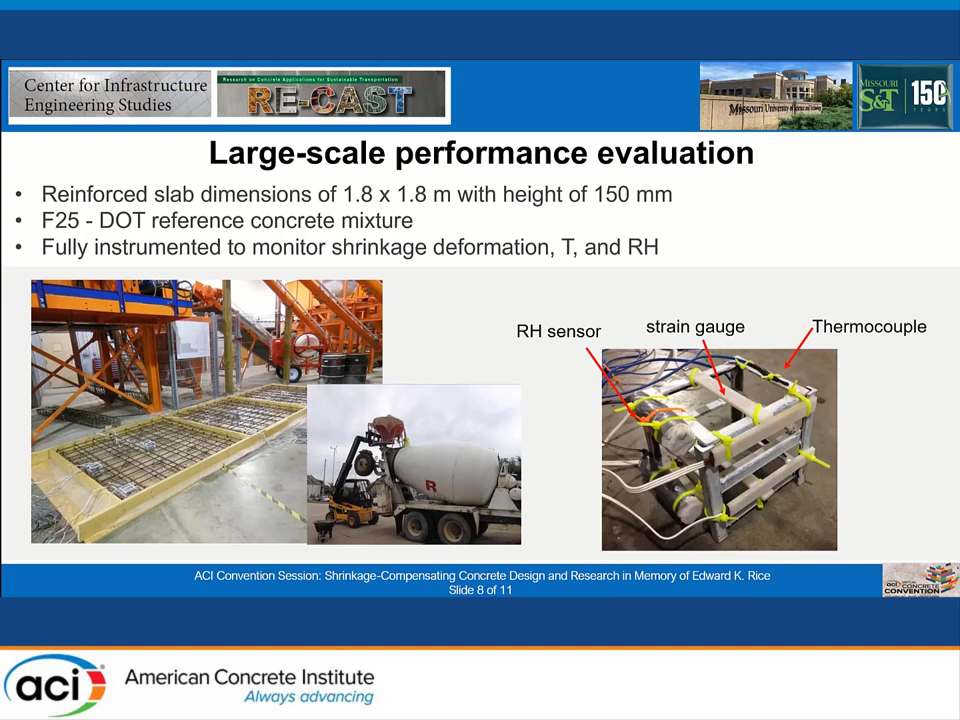 Center for Infrastructure
Engineering Studies
Research on Concrete Applications for Sustainable Transportation
RE-CAST
Missouri University of Science and Technology
MISSOURI
S&T
150
YEARS
Large-scale performance evaluation
• Reinforced slab dimensions of 1.8 x 1.8 m with height of 150 mm
• F25 - DOT reference concrete mixture
• Fully instrumented to monitor shrinkage deformation, T, and RH
RH sensor
strain gauge
Thermocouple
R
ACI Convention Session: Shrinkage-Compensating Concrete Design and Research in Memory of Edward K. Rice
Slide 8 of 11
aci
CONCRETE
CONVENTION
aci
American Concrete Institute
Always advancing